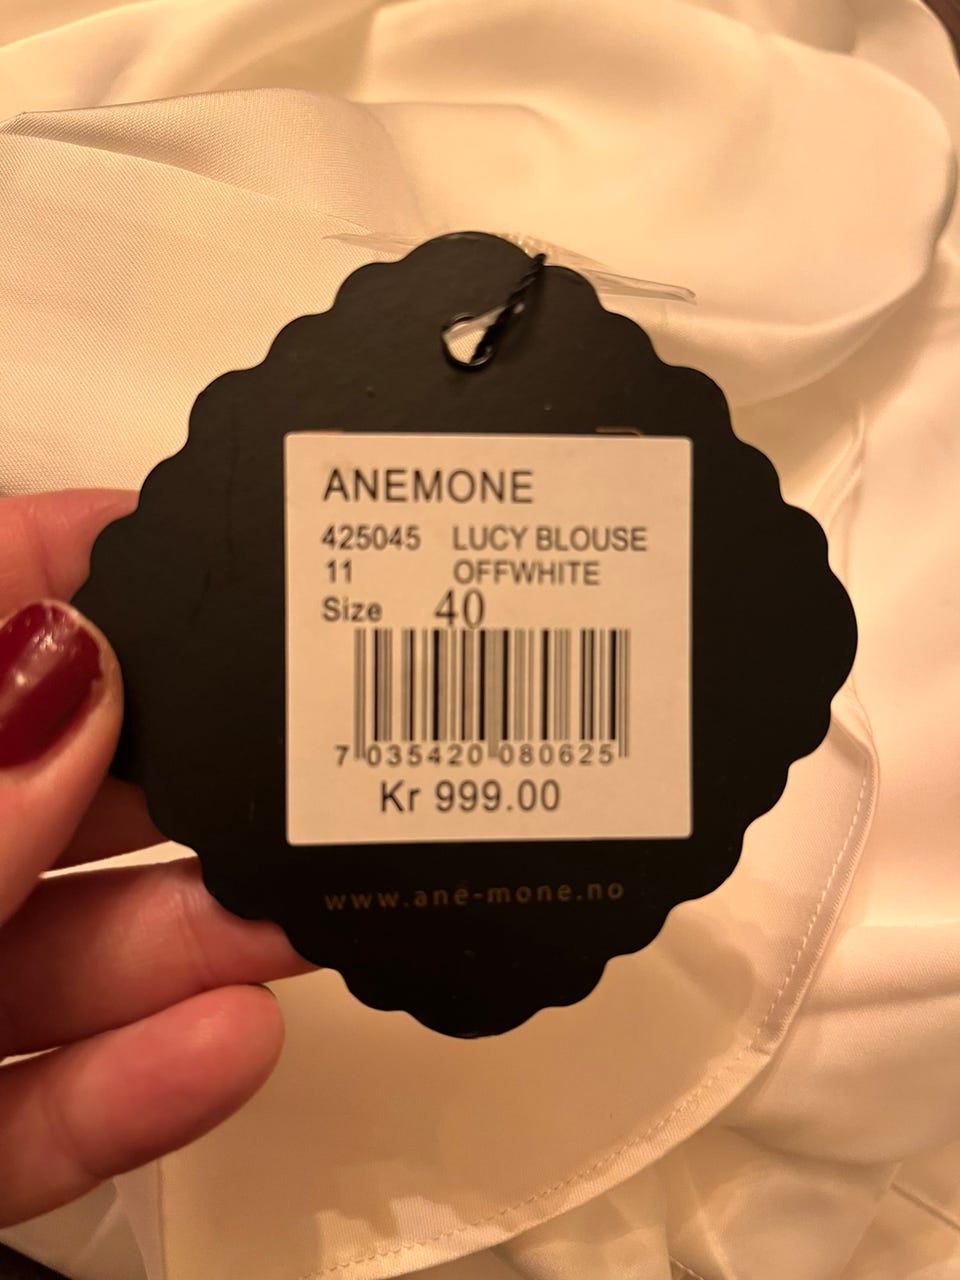 ANEMONE
425045 LUCY BLOUSE
11 OFFWHITE
Size 40
7 035420 080625
Kr 999.00
www.ane-mone.no